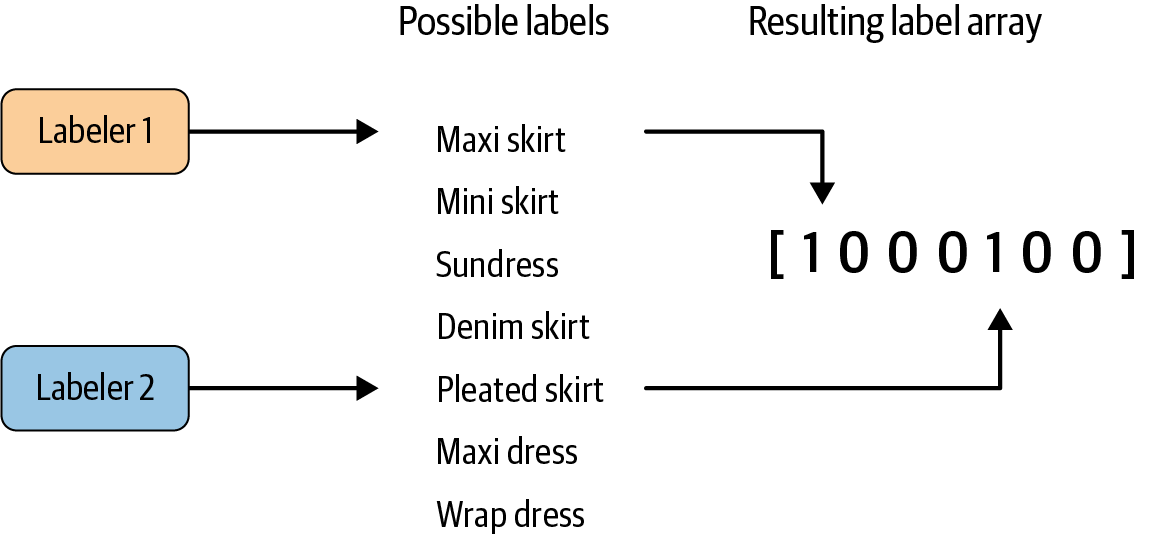 Possible labels
Resulting label array
Labeler 1
Maxi skirt
Mini skirt
Sundress
[ 1 0 0 0 1 0 0 ]
Denim skirt
Labeler 2
Pleated skirt
Maxi dress
Wrap dress